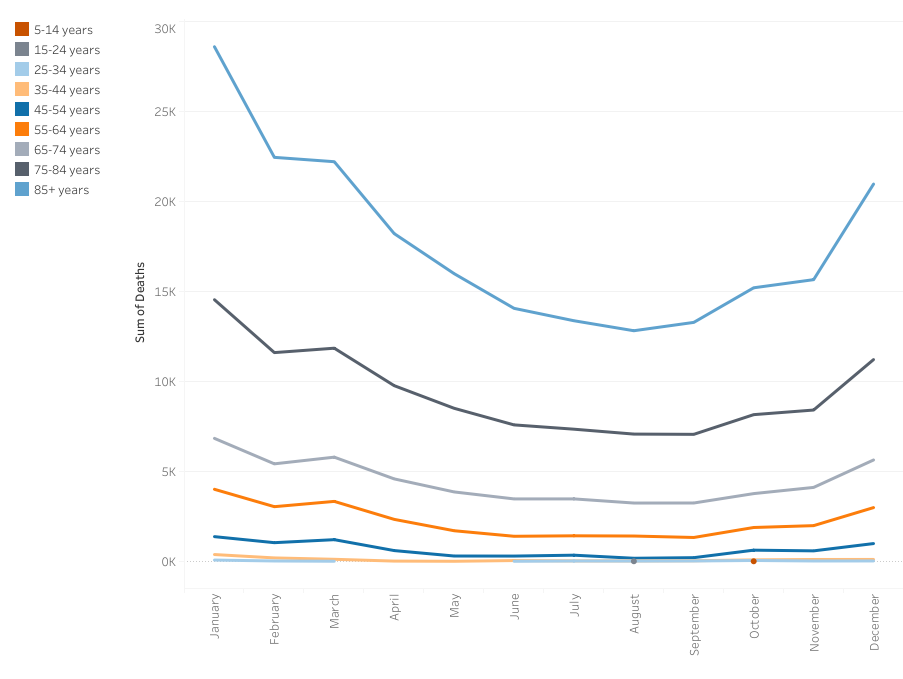 5-14 years
15-24 years
25-34 years
35-44 years
45-54 years
55-64 years
65-74 years
75-84 years
85+ years
Sum of Deaths
30K
25K
20K
15K
10K
5K
0K
January
February
March
April
May
June
July
August
September
October
November
December